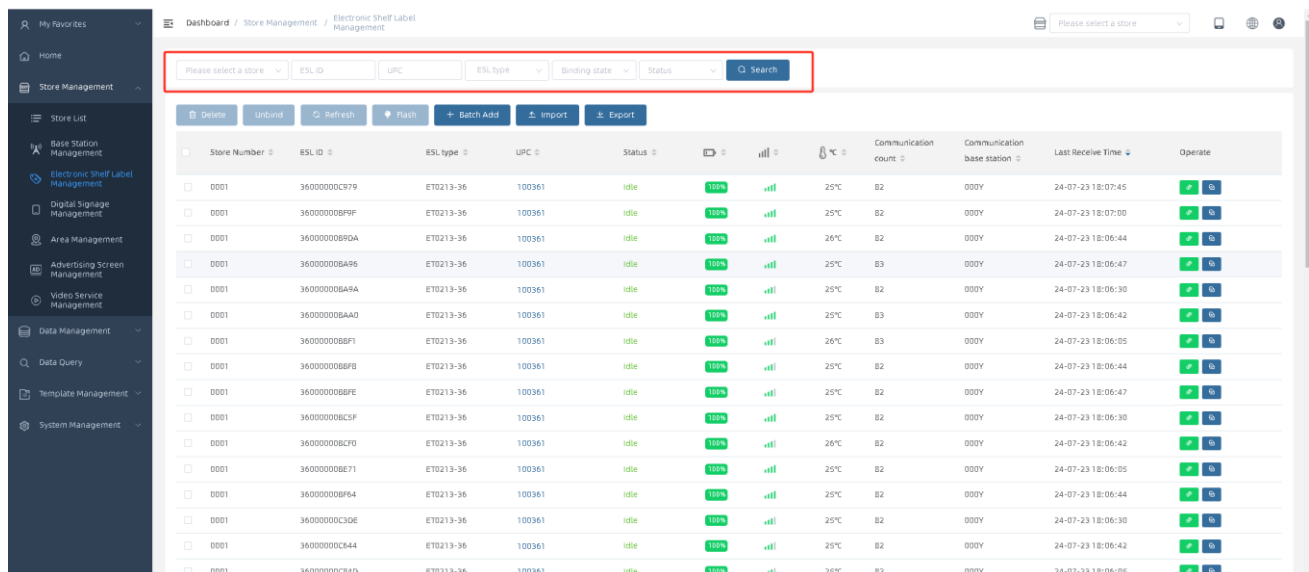 My Favorites
Dashboard / Store Management / Electronic Shelf Label Management
Please select a store
Home
Store Management
Please select a store ESL ID UPC ESL type Binding state Status Search
Delete Unbind Refresh Flash + Batch Add Import Export
Store List
Base Station Management
Electronic Shelf Label Management
Digital Signage Management
Area Management
Advertising Screen Management
Video Service Management
Data Management
Data Query
Template Management
System Management
Store Number ESL ID ESL type UPC Status °C Communication count Communication base station Last Receive Time Operate
0001 36000000C979 ET0213-36 100361 Idle 100% 25°C 82 000Y 24-07-23 18:07:45
0001 360000008F9F ET0213-36 100361 Idle 100% 25°C 82 000Y 24-07-23 18:07:00
0001 ET0213-36 100361 Idle 100% 26°C 82 000Y 24-07-23 18:06:44
0001 ET0213-36 100361 Idle 100% 25°C 83 000Y 24-07-23 18:06:47
0001 ET0213-36 100361 Idle 100% 25°C 82 000Y 24-07-23 18:06:30
0001 ET0213-36 100361 Idle 100% 25°C 83 000Y 24-07-23 18:06:42
0001 ET0213-36 100361 Idle 100% 26°C 83 000Y 24-07-23 18:06:05
0001 ET0213-36 100361 Idle 100% 25°C 82 000Y 24-07-23 18:06:44
0001 ET0213-36 100361 Idle 100% 25°C 82 000Y 24-07-23 18:06:47
0001 ET0213-36 100361 Idle 100% 25°C 82 000Y 24-07-23 18:06:30
0001 ET0213-36 100361 Idle 100% 26°C 82 000Y 24-07-23 18:06:42
0001 ET0213-36 100361 Idle 100% 25°C 82 000Y 24-07-23 18:06:05
0001 ET0213-36 100361 Idle 100% 25°C 82 000Y 24-07-23 18:06:44
0001 36000000C3DE ET0213-36 100361 Idle 100% 25°C 82 000Y 24-07-23 18:06:30
0001 36000000C644 ET0213-36 100361 Idle 100% 25°C 82 000Y 24-07-23 18:06:42